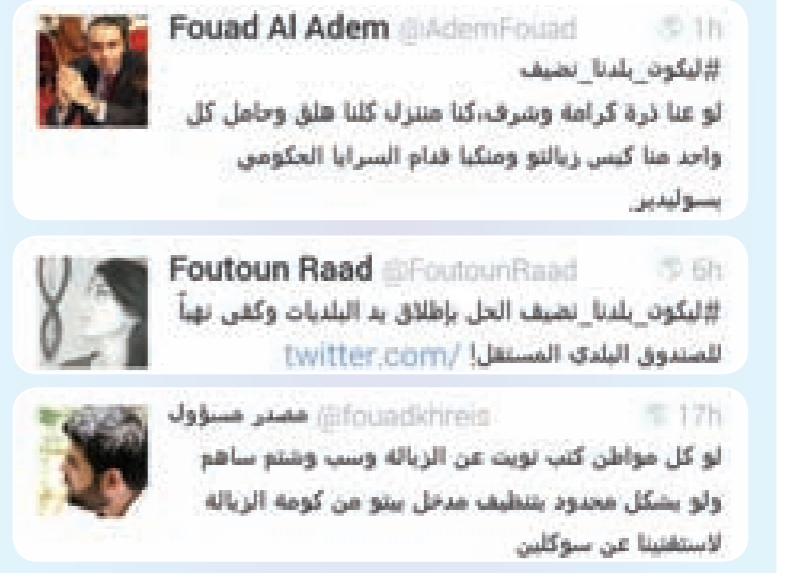 Fouad Al Adem @AdemFouad 1h
#ليكون_بلدنا_نضيف
لو عنا ذرة كرامة وشرف،كنا مننزل كلنا هلق وحامل كل
واحد منا كيس زبالتو ومنكبا قدام السرايا الحكومي
بسوليدير.
Foutoun Raad @FoutounRaad 6h
#ليكون_بلدنا_نضيف الحل بإطلاق يد البلديات وكفى نهباً
للصندوق البلدي المستقل! twitter.com/
مصدر مسؤول @fouadkhreis 17h
لو كل مواطن كتب تويت عن الزبالة وسب وشتم ساهم
ولو بشكل محدود بتنظيف مدخل بيتو من كومة الزبالة
لاستغنينا عن سوكلين